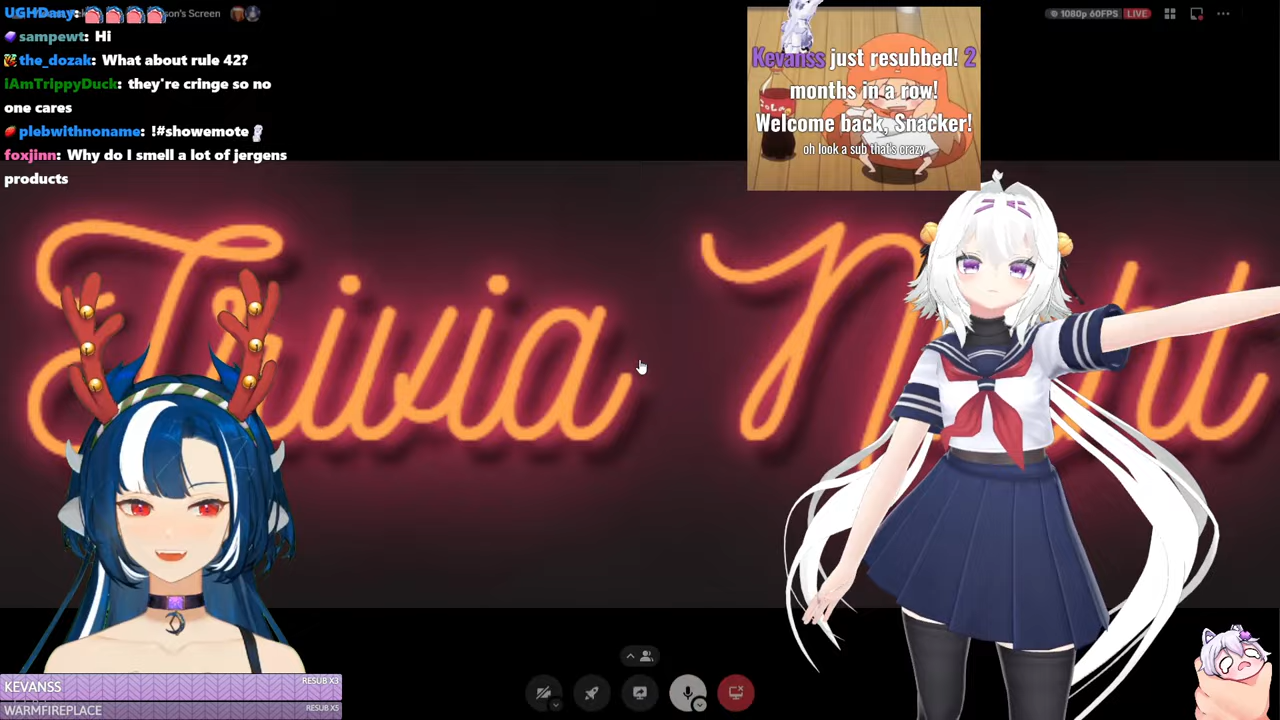 UGHDany:
son's Screen
sampewt: Hi
the_dozak: What about rule 42?
IAmTrippyDuck: they're cringe so no
one cares
plebwithnoname: !#showemote
foxjinn: Why do I smell a lot of jergens
products
Kevanss just resubbed! 2
months in a row!
Welcome back, Snacker!
oh look a sub that's crazy
1080p 60FPS LIVE
Trivia
KEVANSS RESUB X3
WARMFIREPLACE RESUB X5